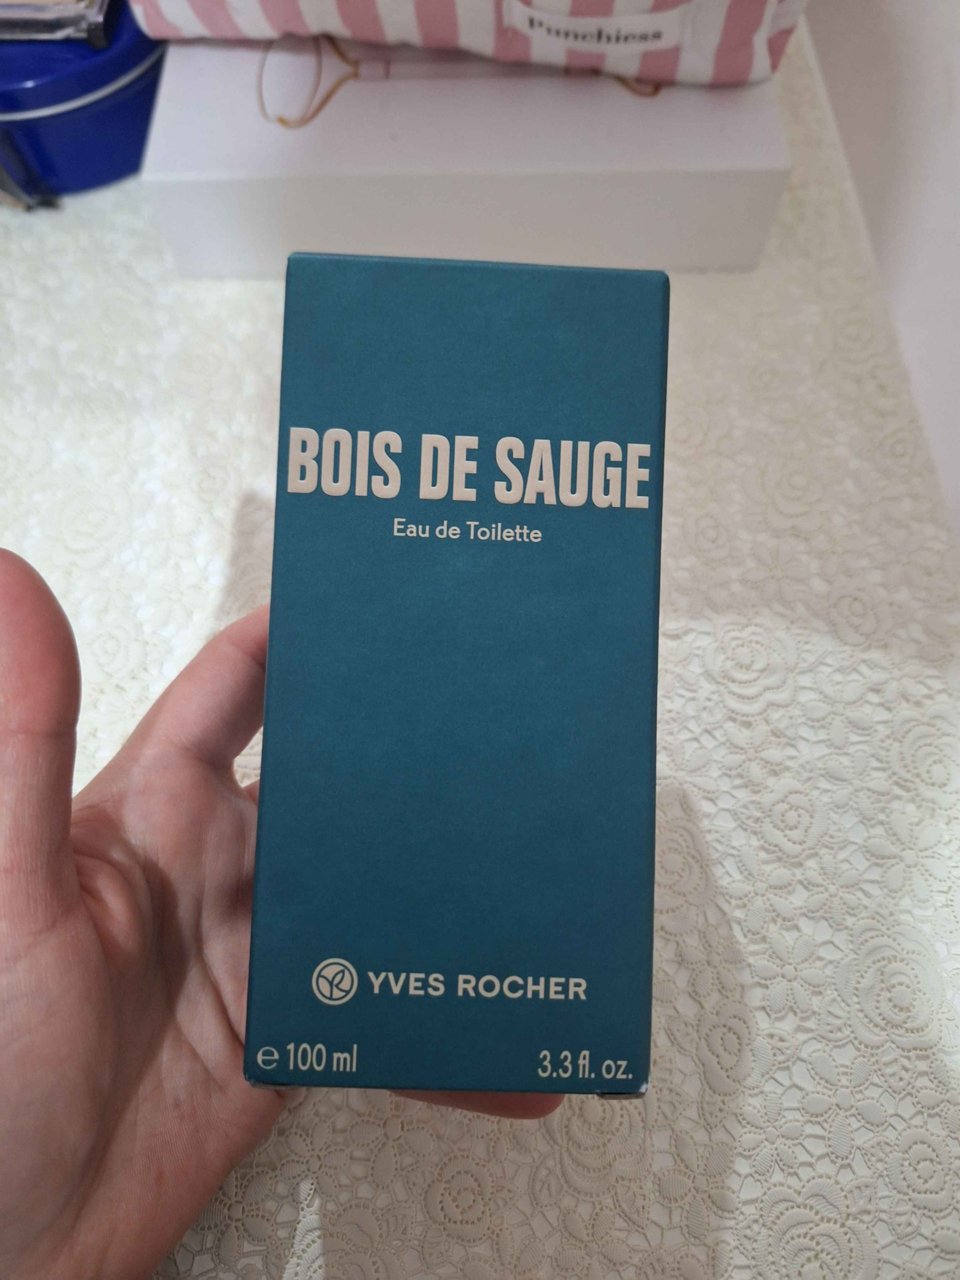 Punchiess
BOIS DE SAUGE
Eau de Toilette
YVES ROCHER
e 100 ml
3.3 fl. oz.